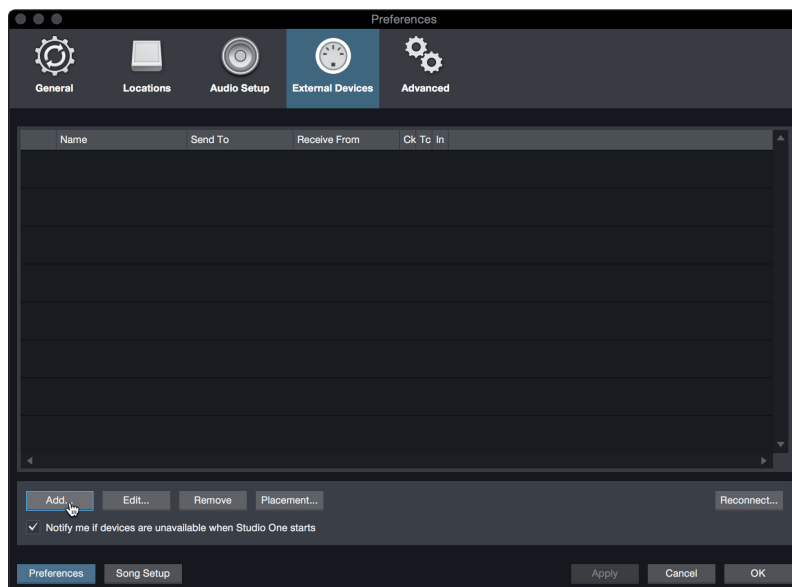 Preferences
General Locations Audio Setup External Devices Advanced
Name Send To Receive From Ck Tc In
Add... Edit... Remove Placement... Reconnect...
Notify me if devices are unavailable when Studio One starts
Preferences Song Setup Apply Cancel OK